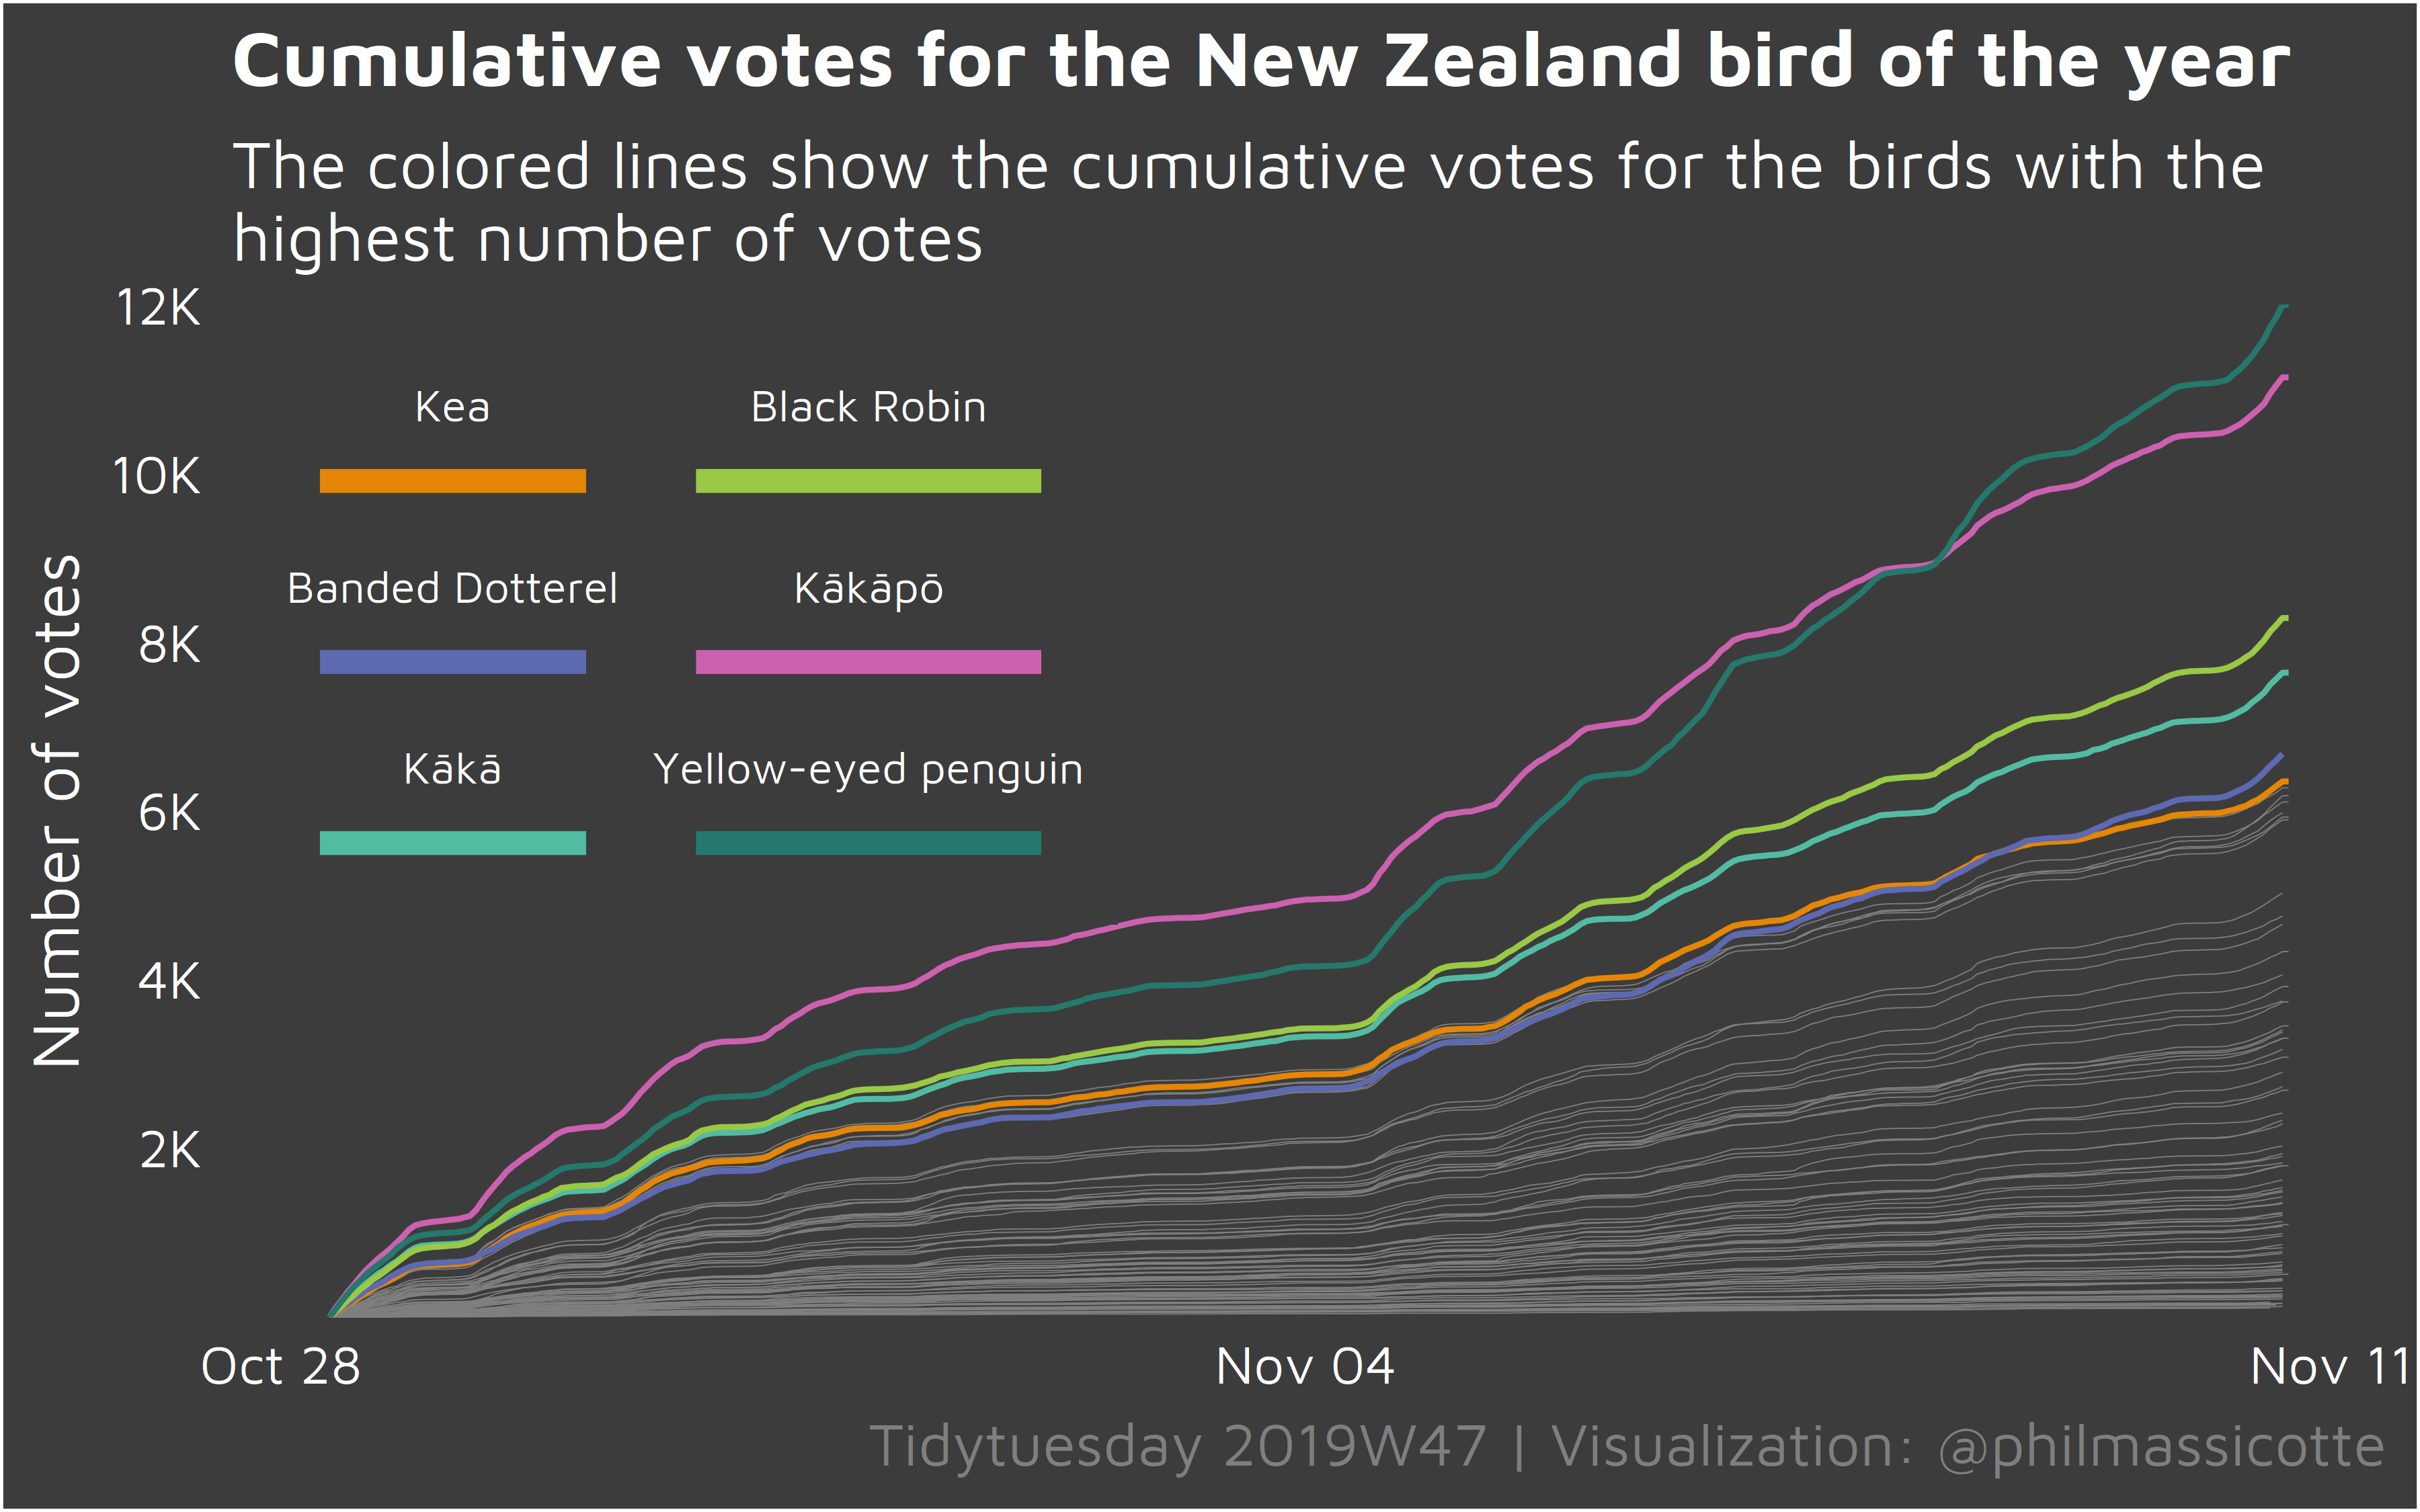 Cumulative votes for the New Zealand bird of the year
The colored lines show the cumulative votes for the birds with the
highest number of votes
12K
10K
8K
6K
4K
2K
Number of votes
Kea
Black Robin
Banded Dotterel
Kākāpō
Kākā
Yellow-eyed penguin
Oct 28
Nov 04
Nov 11
Tidytuesday 2019W47 | Visualization: @philmassicotte